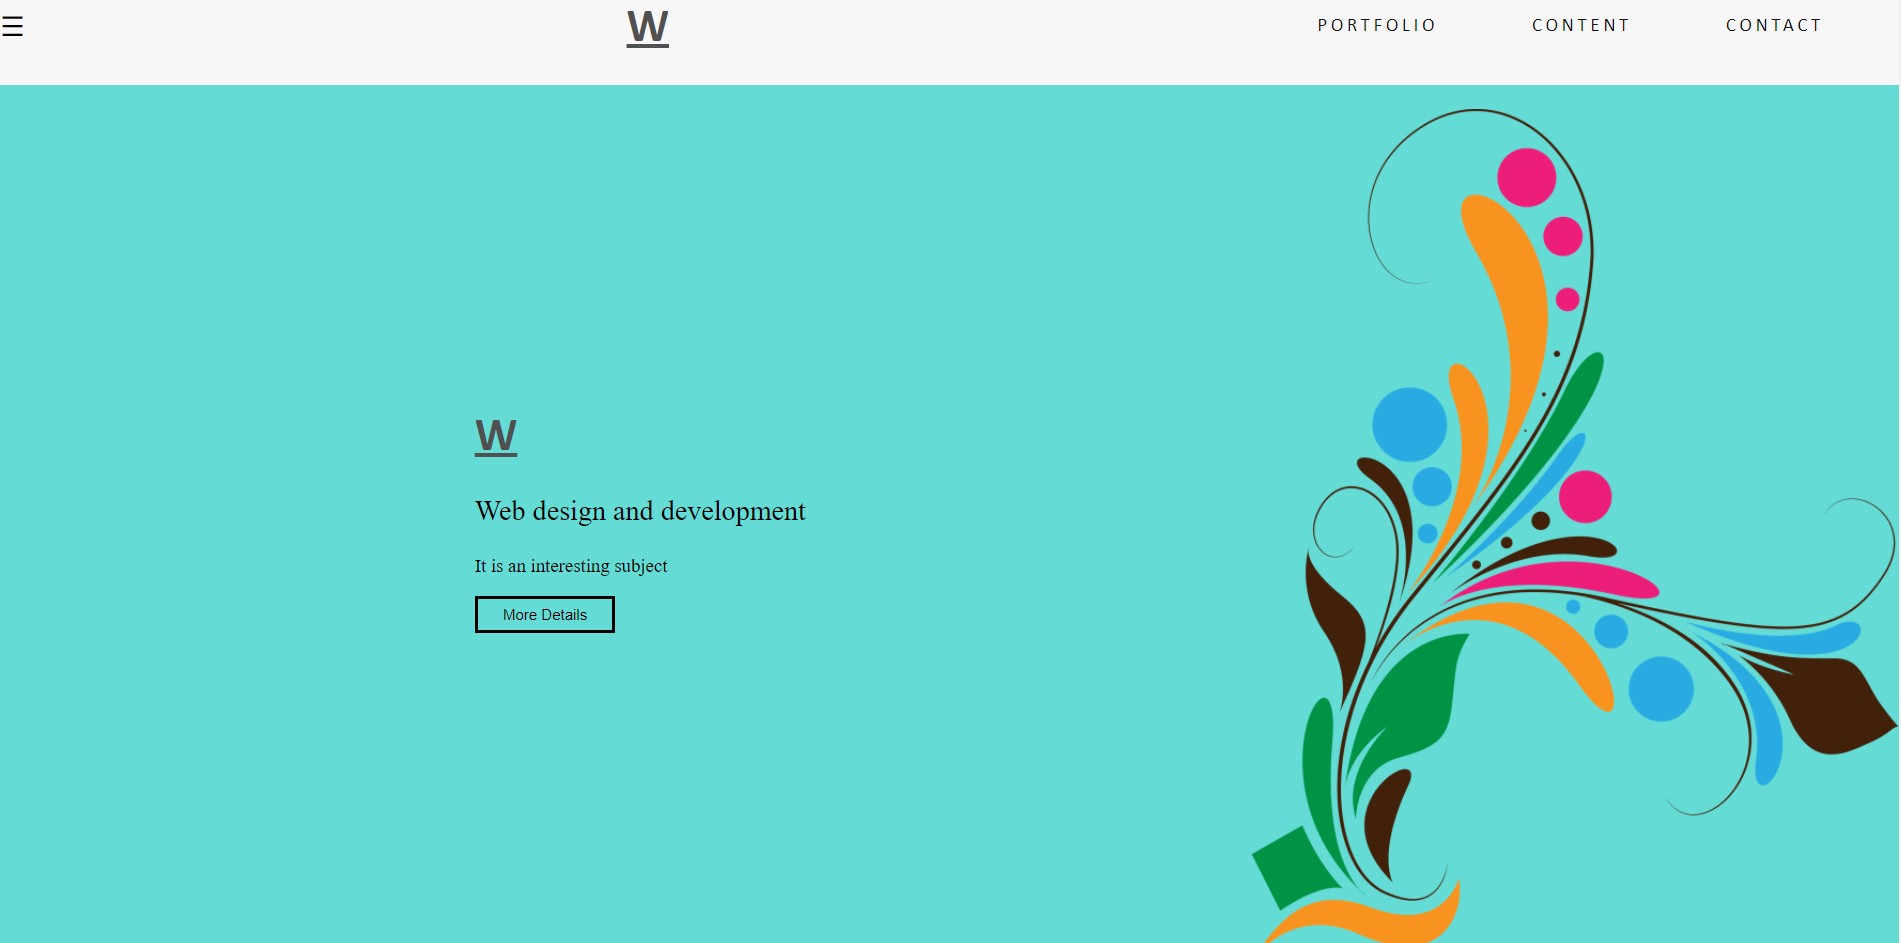 W
PORTFOLIO CONTENT CONTACT
W
Web design and development
It is an interesting subject
More Details